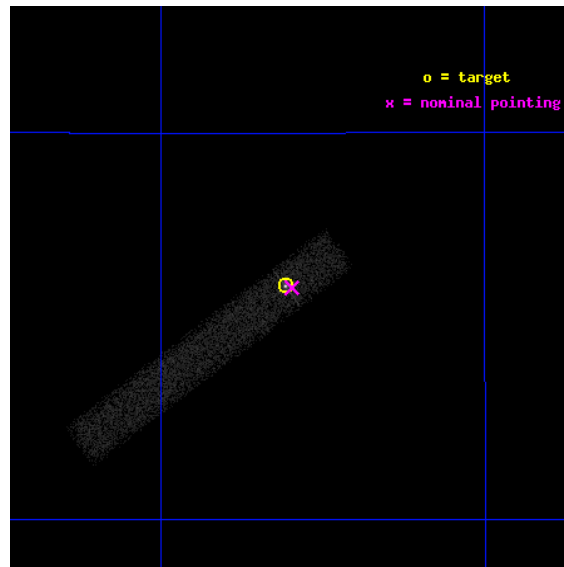 o = target
x = nominal pointing